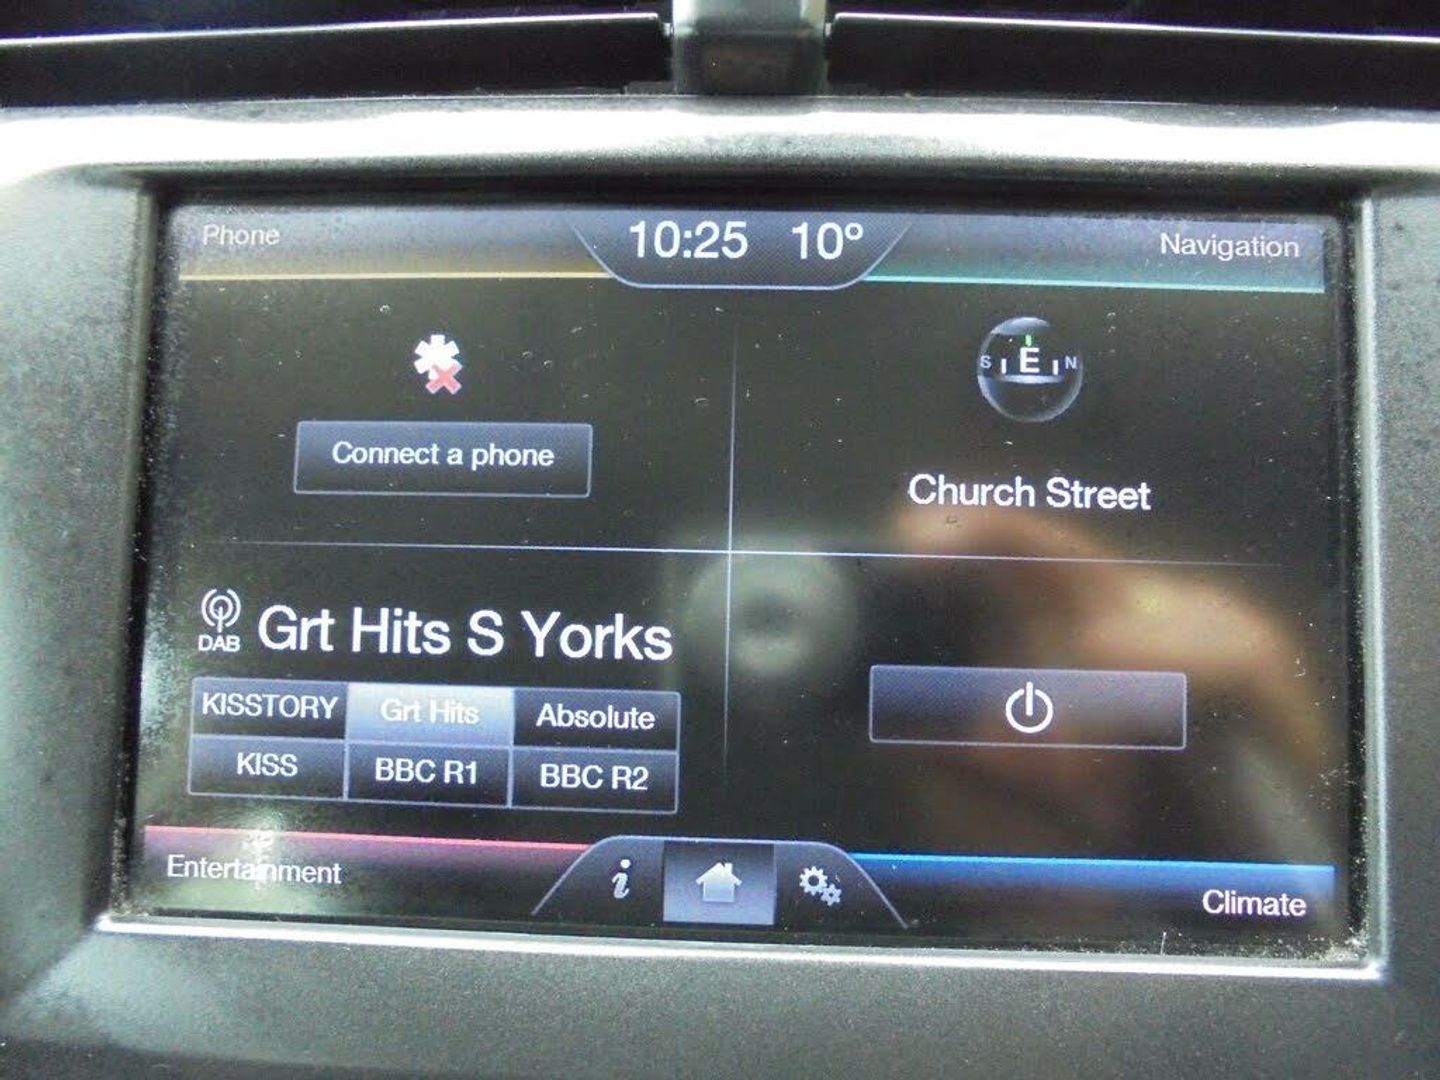 Phone
10:25 10°
Navigation
S E N
Connect a phone
Church Street
DAB
Grt Hits S Yorks
KISSTORY Grt Hits Absolute
KISS BBC R1 BBC R2
Entertainment
i
Climate